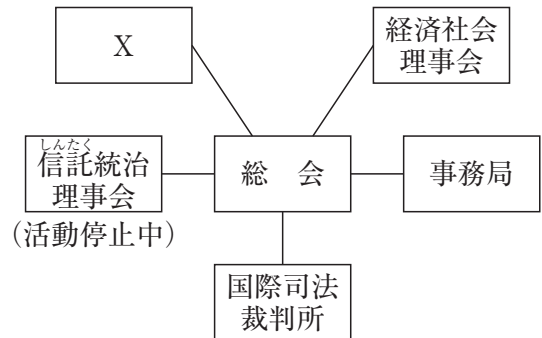 X
経済社会
理事会
しんたく
信託統治
理事会
(活動停止中)
総 会
事務局
国際司法
裁判所